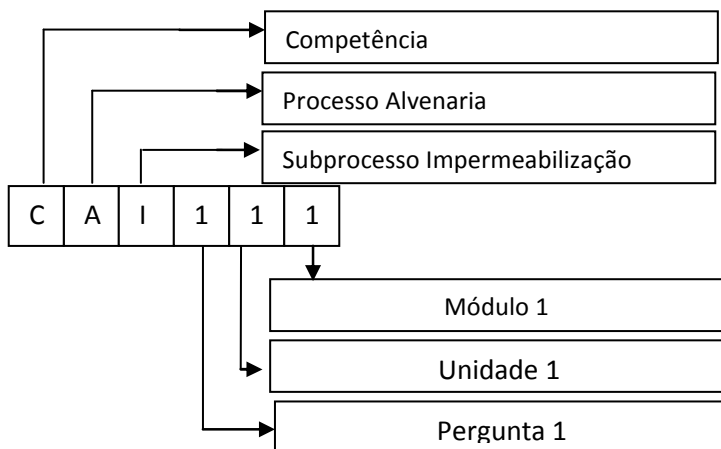 Competência
Processo Alvenaria
Subprocesso Impermeabilização
C A I 1 1 1
Módulo 1
Unidade 1
Pergunta 1